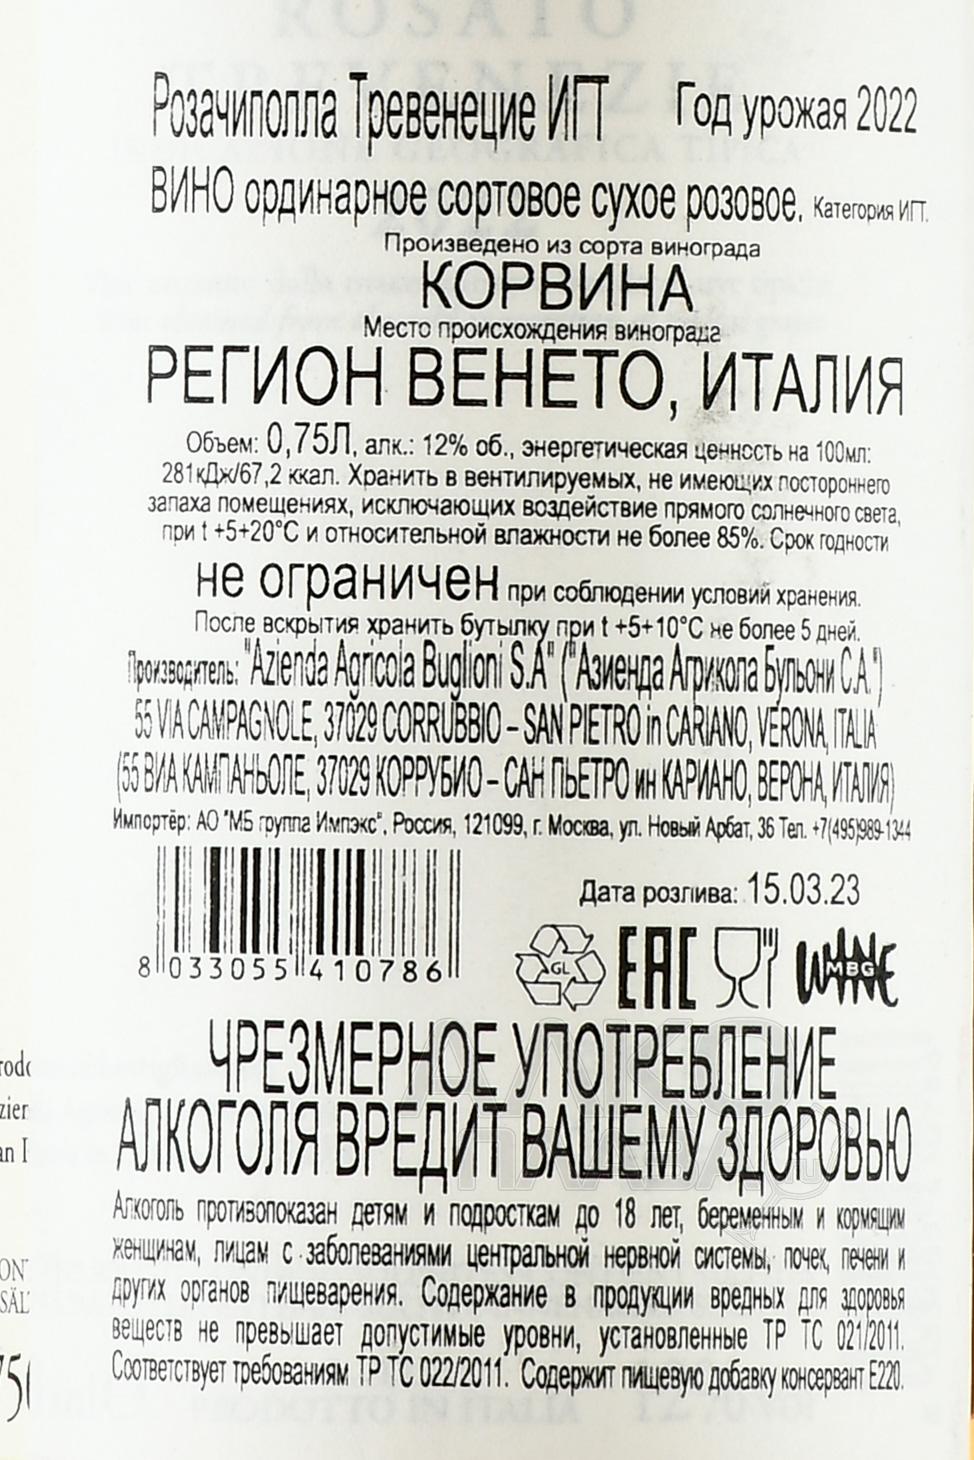 ROSATO
Розачиполла Тревенецие ИГТ Год урожая 2022
ВИНО ординарное сортовое сухое розовое. Категория ИГТ.
Произведено из сорта винограда
КОРВИНА
Место происхождения винограда
РЕГИОН ВЕНЕТО, ИТАЛИЯ
Объем: 0,75Л, алк.: 12% об., энергетическая ценность на 100мл:
281кДж/67,2 ккал. Хранить в вентилируемых, не имеющих постороннего
запаха помещениях, исключающих воздействие прямого солнечного света,
при t +5+20°C и относительной влажности не более 85%. Срок годности
не ограничен при соблюдении условий хранения.
После вскрытия хранить бутылку при t +5+10°C не более 5 дней.
Производитель: "Azienda Agricola Buglioni S.A" ("Азиенда Агрикола Бульони С.А.")
55 VIA CAMPAGNOLE, 37029 CORRUBBIO – SAN PIETRO in CARIANO, VERONA, ITALIA
(55 ВИА КАМПАНЬОЛЕ, 37029 КОРРУБИО – САН ПЬЕТРО ин КАРИАНО, ВЕРОНА, ИТАЛИЯ)
Импортёр: АО "МБ группа Импэкс", Россия, 121099, г. Москва, ул. Новый Арбат, 36 Тел. +7(495)989-1344
Дата розлива: 15.03.23
8 033055 410786
GL EAC WINE MBG
ЧРЕЗМЕРНОЕ УПОТРЕБЛЕНИЕ
АЛКОГОЛЯ ВРЕДИТ ВАШЕМУ ЗДОРОВЬЮ
Алкоголь противопоказан детям и подросткам до 18 лет, беременным и кормящим
женщинам, лицам с заболеваниями центральной нервной системы, почек, печени и
других органов пищеварения. Содержание в продукции вредных для здоровья
веществ не превышает допустимые уровни, установленные ТР ТС 021/2011.
Соответствует требованиям ТР ТС 022/2011. Содержит пищевую добавку консервант Е220.
PRODOTTO IN ITALIA